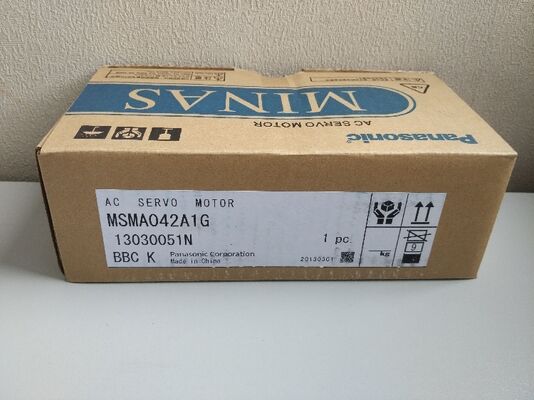 Panasonic
AC SERVO MOTOR
MINAS
AC SERVO MOTOR
MSMA042A1G
13030051N
1 pc.
BBC K
Panasonic Corporation
Made in China
20130301
kg
9